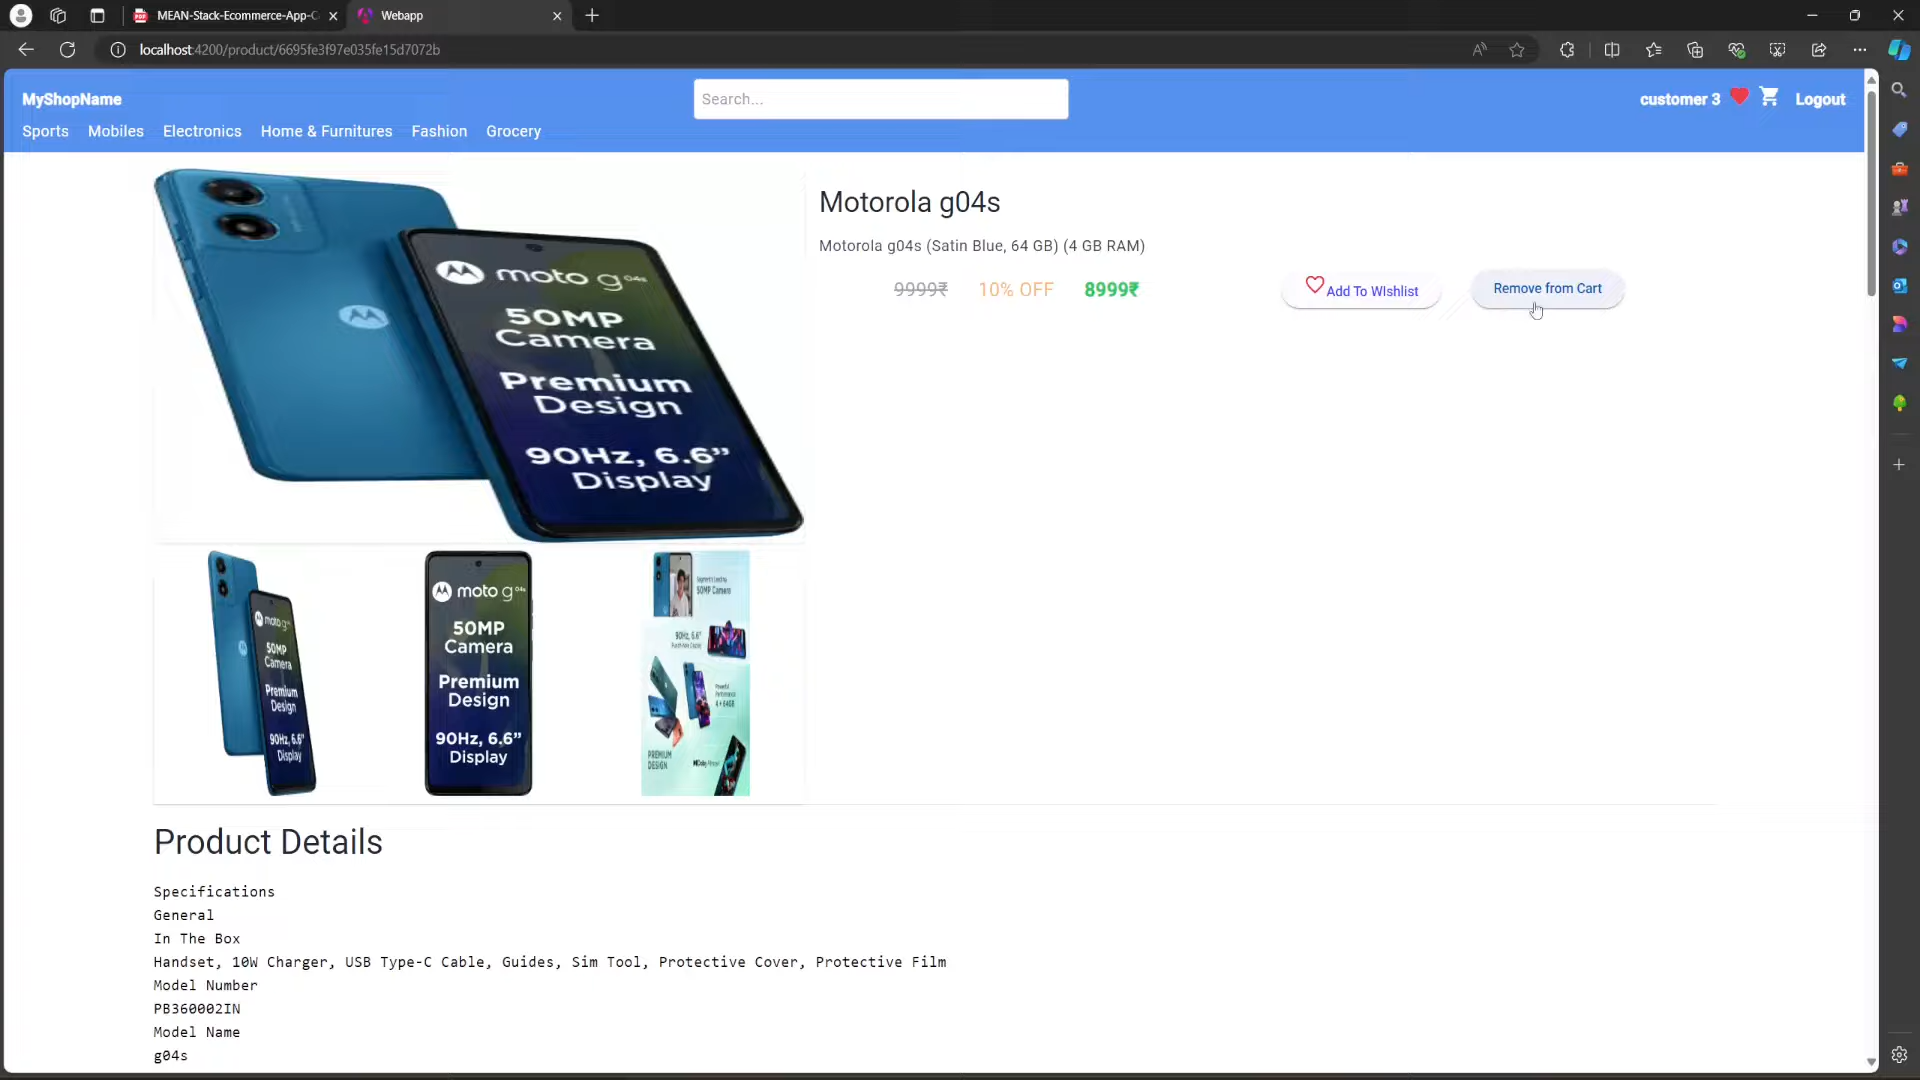 MEAN-Stack-Ecommerce-App-C
Webapp
localhost:4200/product/6695fe3f97e035fe15d7072b
MyShopName
Search...
customer 3
Logout
Sports
Mobiles
Electronics
Home & Furnitures
Fashion
Grocery
moto g04s
50MP
Camera
Premium
Design
90Hz, 6.6”
Display
Motorola g04s
Motorola g04s (Satin Blue, 64 GB) (4 GB RAM)
9999₹
10% OFF
8999₹
Add To WIshlist
Remove from Cart
moto g
50MP
Camera
Premium
Design
90Hz, 6.6”
Display
moto g04s
50MP
Camera
Premium
Design
90Hz, 6.6”
Display
50MP Camera
90Hz, 6.6”
Powerful
Performance
4+64GB
PREMIUM
DESIGN
Product Details
Specifications
General
In The Box
Handset, 10W Charger, USB Type-C Cable, Guides, Sim Tool, Protective Cover, Protective Film
Model Number
PB360002IN
Model Name
g04s